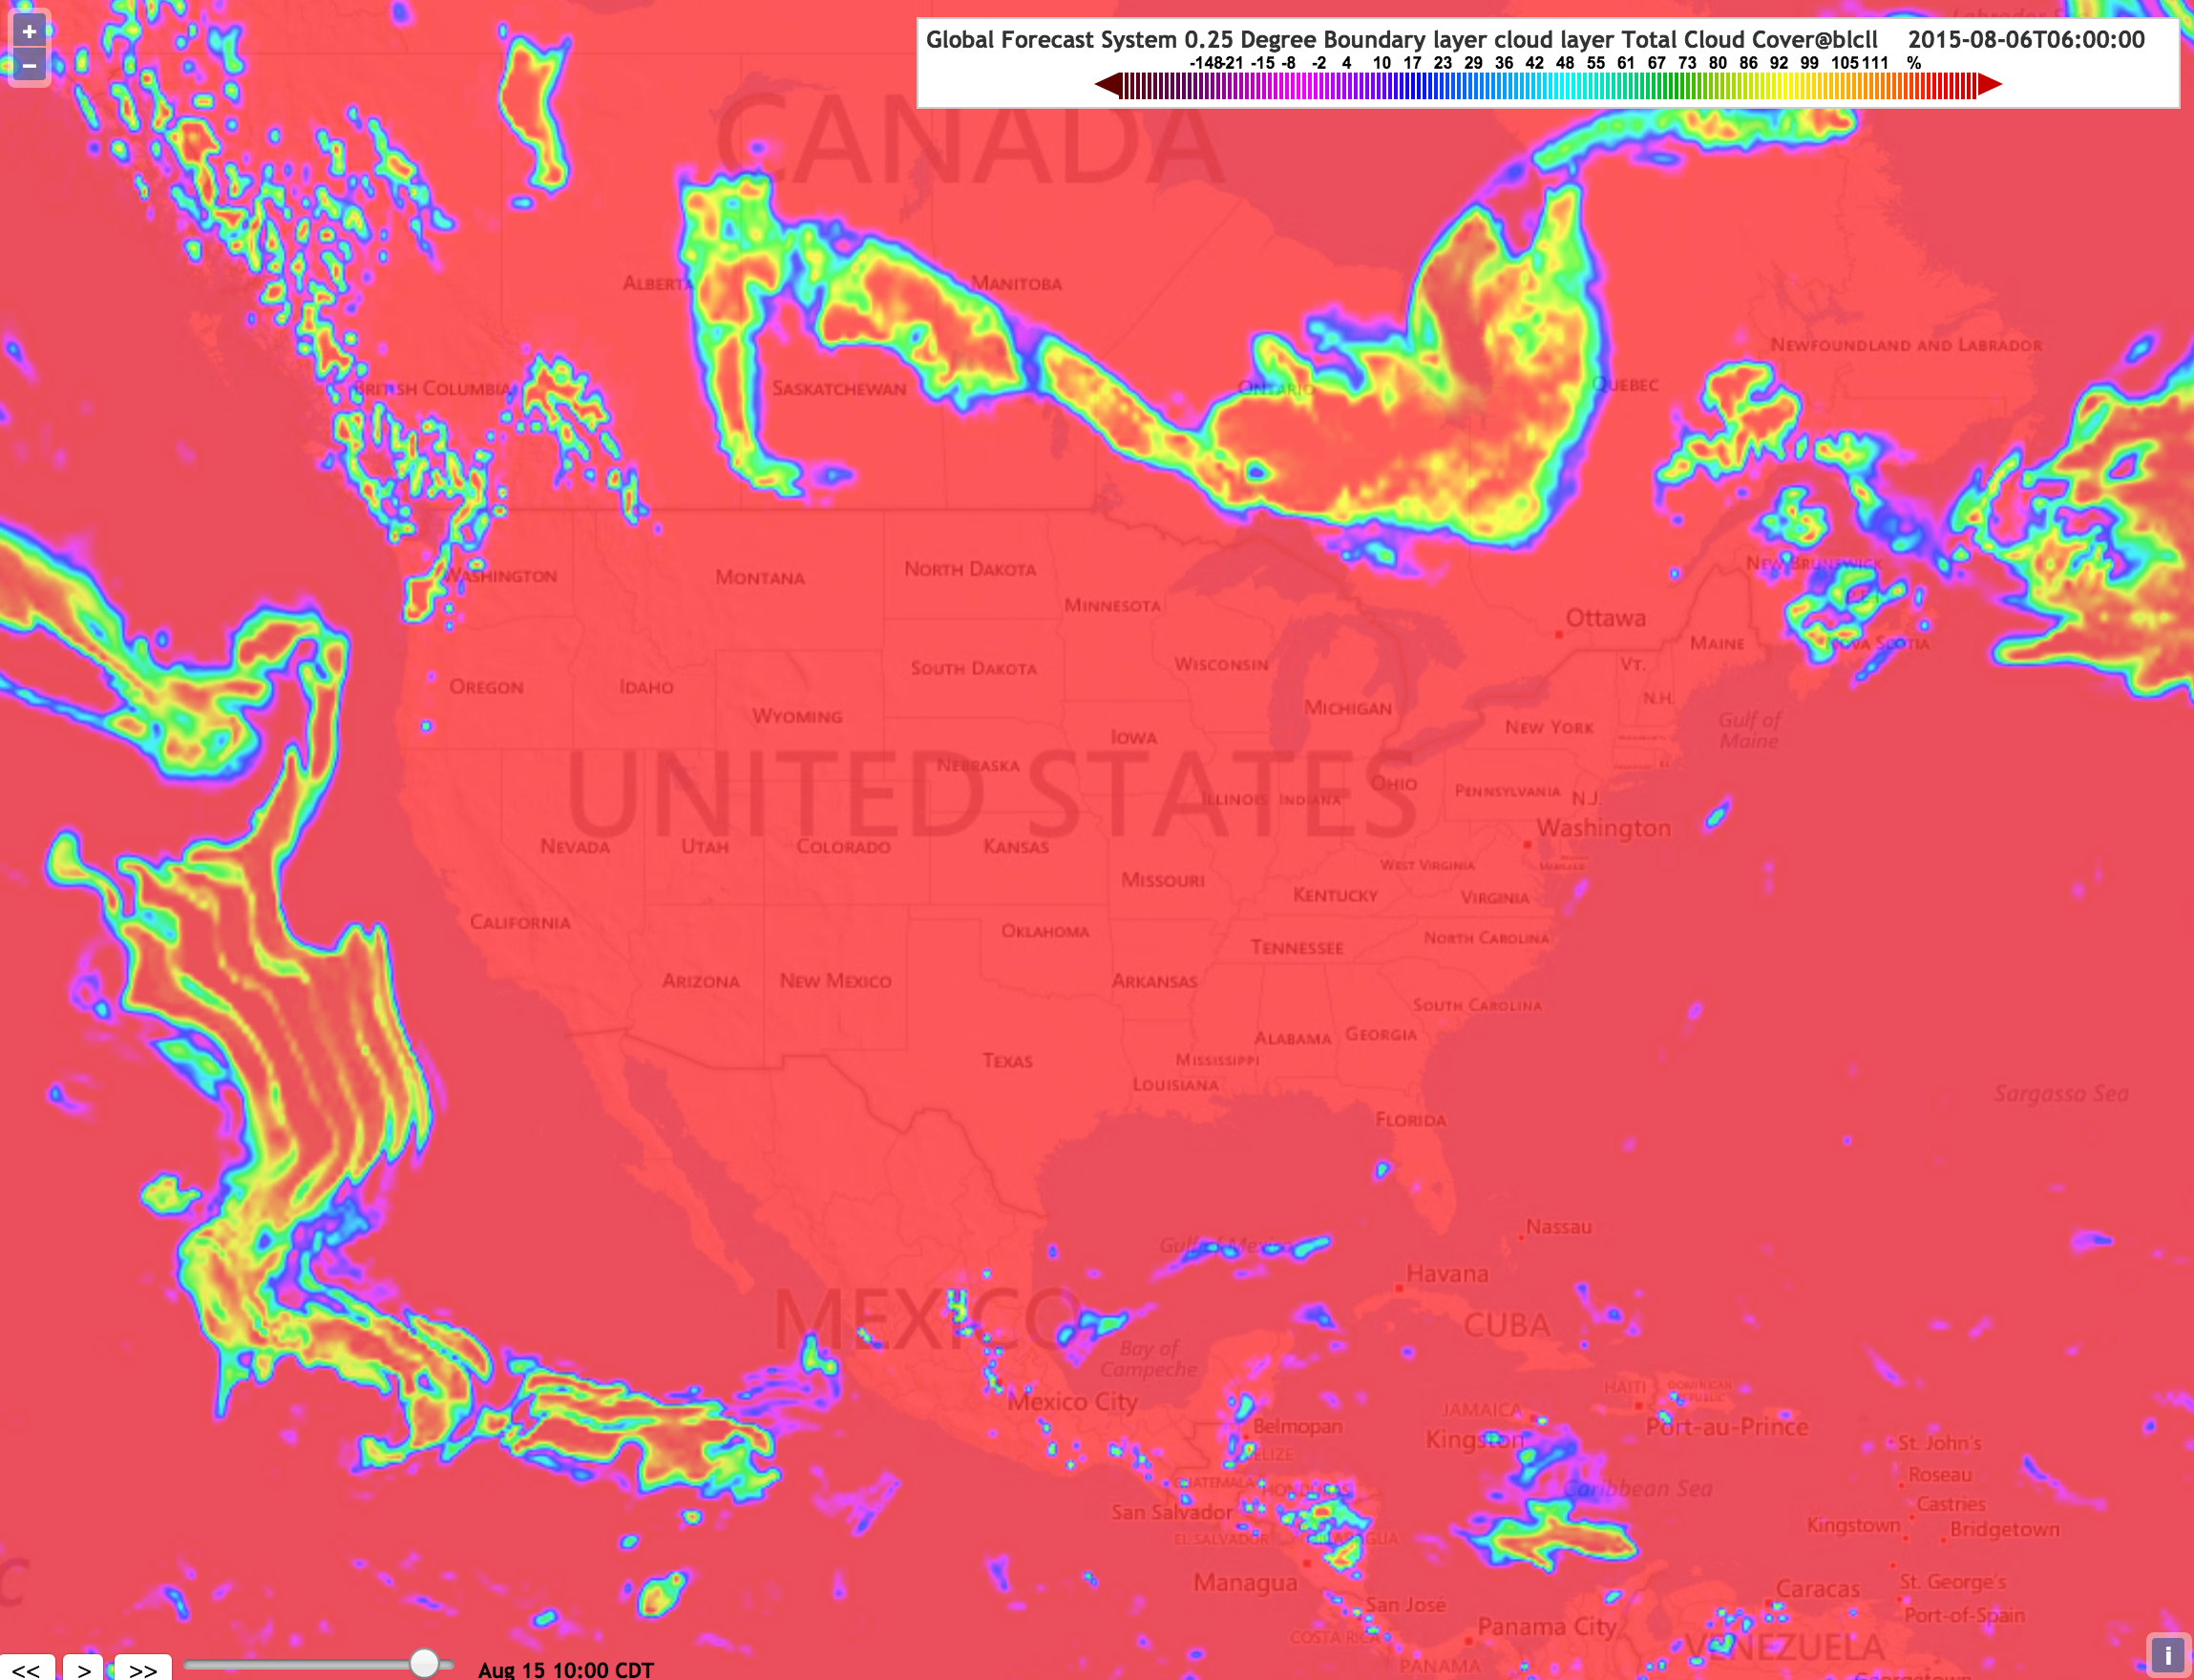 +
−
Labrador Sea
Global Forecast System 0.25 Degree Boundary layer cloud layer Total Cloud Cover@blcll 2015-08-06T06:00:00
-148-21 -15 -8 -2 4 10 17 23 29 36 42 48 55 61 67 73 80 86 92 99 105 111 %
CANADA
ALBERTA
MANITOBA
NEWFOUNDLAND AND LABRADOR
BRITISH COLUMBIA
SASKATCHEWAN
ONTARIO
QUEBEC
WASHINGTON
MONTANA
NORTH DAKOTA
NEW BRUNSWICK
MINNESOTA
P.E.I.
Ottawa
OREGON
IDAHO
SOUTH DAKOTA
WISCONSIN
VT.
MAINE
NOVA SCOTIA
N.H.
WYOMING
MICHIGAN
NEW YORK
Gulf of
Maine
IOWA
UNITED STATES
NEBRASKA
OHIO
ILLINOIS
INDIANA
PENNSYLVANIA
N.J.
Washington
NEVADA
UTAH
COLORADO
KANSAS
WEST VIRGINIA
MISSOURI
KENTUCKY
VIRGINIA
CALIFORNIA
OKLAHOMA
TENNESSEE
NORTH CAROLINA
ARIZONA
NEW MEXICO
ARKANSAS
SOUTH CAROLINA
ALABAMA
GEORGIA
TEXAS
MISSISSIPPI
LOUISIANA
Sargasso Sea
FLORIDA
Nassau
Gulf of Mexico
Havana
MEXICO
CUBA
Bay of
Campeche
HAITI
DOMINICAN
REPUBLIC
Mexico City
JAMAICA
Kingston
Port-au-Prince
Belmopan
BELIZE
St. John's
Roseau
GUATEMALA
HONDURAS
Caribbean Sea
Castries
San Salvador
Kingstown
Bridgetown
EL SALVADOR
NICARAGUA
C
Managua
Caracas
St. George's
San José
Port-of-Spain
Panama City
COSTA RICA
VENEZUELA
PANAMA
Georgetown
<< > >> Aug 15 10:00 CDT
i